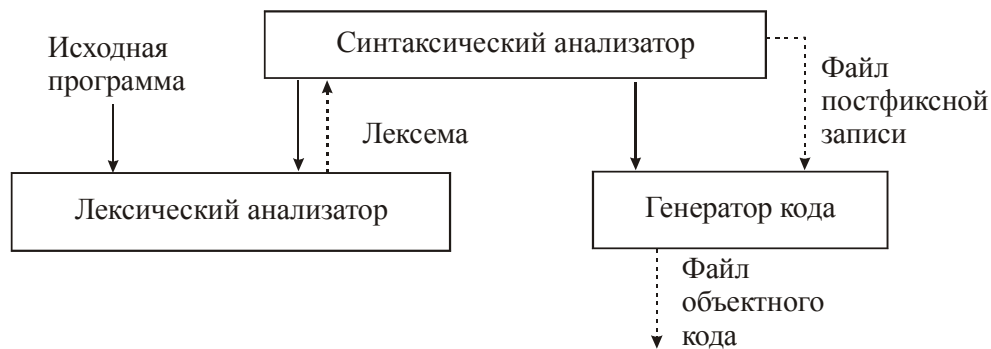 Синтаксический анализатор
Исходная
программа
Файл
постфиксной
записи
Лексема
Лексический анализатор
Генератор кода
Файл
объектного
кода